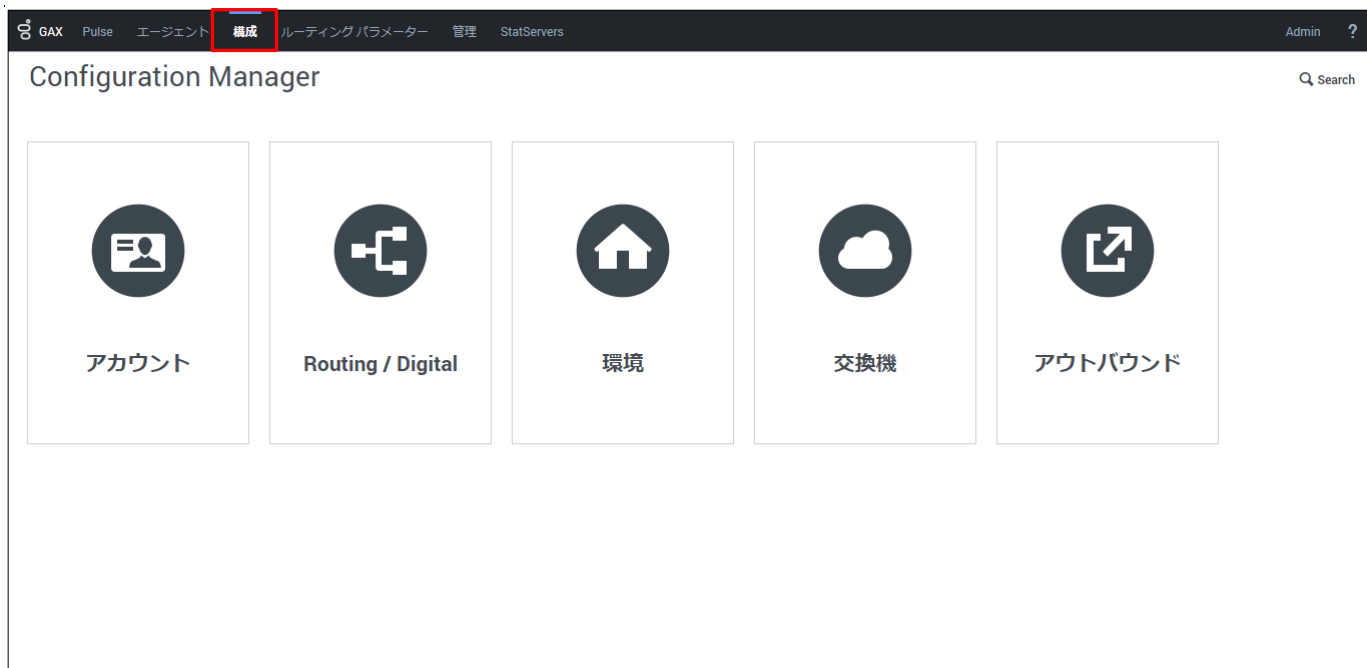 GAX Pulse エージェント 構成 ルーティング パラメーター 管理 StatServers Admin ?
Configuration Manager
Search
アカウント
Routing / Digital
環境
交換機
アウトバウンド